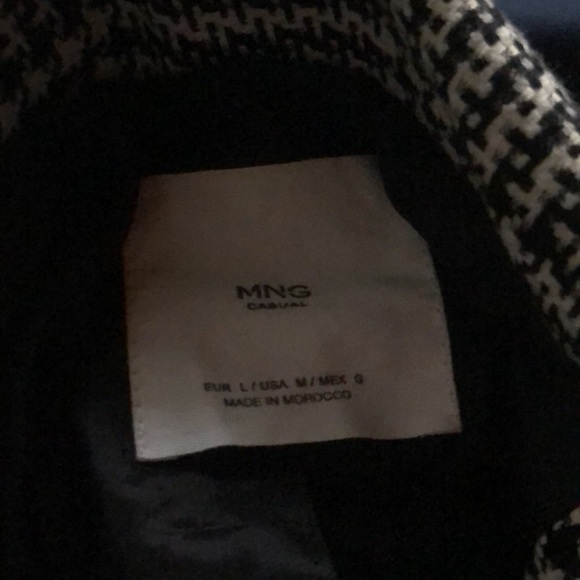 MNG
CASUAL
EUR L / USA M / MEX G
MADE IN MOROCCO